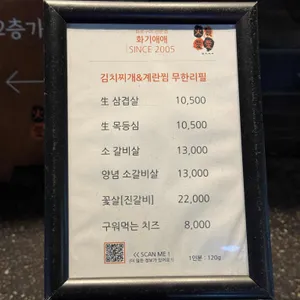 2층가
화기애애
SINCE 2005
김치찌개&계란찜 무한리필
生 삼겹살 10,500
生 목등심 10,500
소 갈비살 13,000
양념 소갈비살 13,000
꽃살[진갈비] 22,000
구워먹는 치즈 8,000
<< SCAN ME !
1인분 : 120g